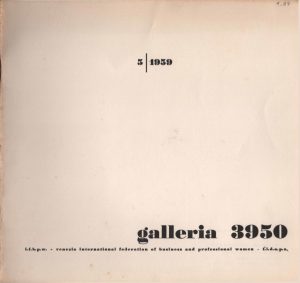 5 | 1959
galleria 3950
i.f.b.p.w. - venezia international federation of business and professional women - f.i.d.a.p.a.